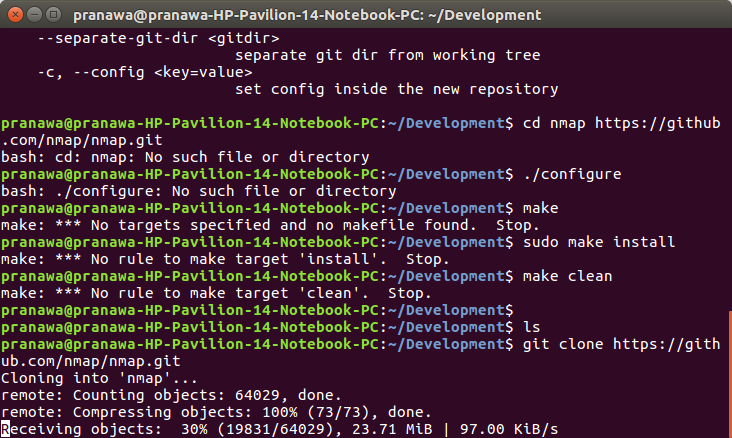 pranawa@pranawa-HP-Pavilion-14-Notebook-PC: ~/Development
--separate-git-dir <gitdir>
separate git dir from working tree
-c, --config <key=value>
set config inside the new repository
pranawa@pranawa-HP-Pavilion-14-Notebook-PC:~/Development$ cd nmap https://github
.com/nmap/nmap.git
bash: cd: nmap: No such file or directory
pranawa@pranawa-HP-Pavilion-14-Notebook-PC:~/Development$ ./configure
bash: ./configure: No such file or directory
pranawa@pranawa-HP-Pavilion-14-Notebook-PC:~/Development$ make
make: *** No targets specified and no makefile found.  Stop.
pranawa@pranawa-HP-Pavilion-14-Notebook-PC:~/Development$ sudo make install
make: *** No rule to make target 'install'.  Stop.
pranawa@pranawa-HP-Pavilion-14-Notebook-PC:~/Development$ make clean
make: *** No rule to make target 'clean'.  Stop.
pranawa@pranawa-HP-Pavilion-14-Notebook-PC:~/Development$
pranawa@pranawa-HP-Pavilion-14-Notebook-PC:~/Development$ ls
pranawa@pranawa-HP-Pavilion-14-Notebook-PC:~/Development$ git clone https://gith
ub.com/nmap/nmap.git
Cloning into 'nmap'...
remote: Counting objects: 64029, done.
remote: Compressing objects: 100% (73/73), done.
Receiving objects:  30% (19831/64029), 23.71 MiB | 97.00 KiB/s